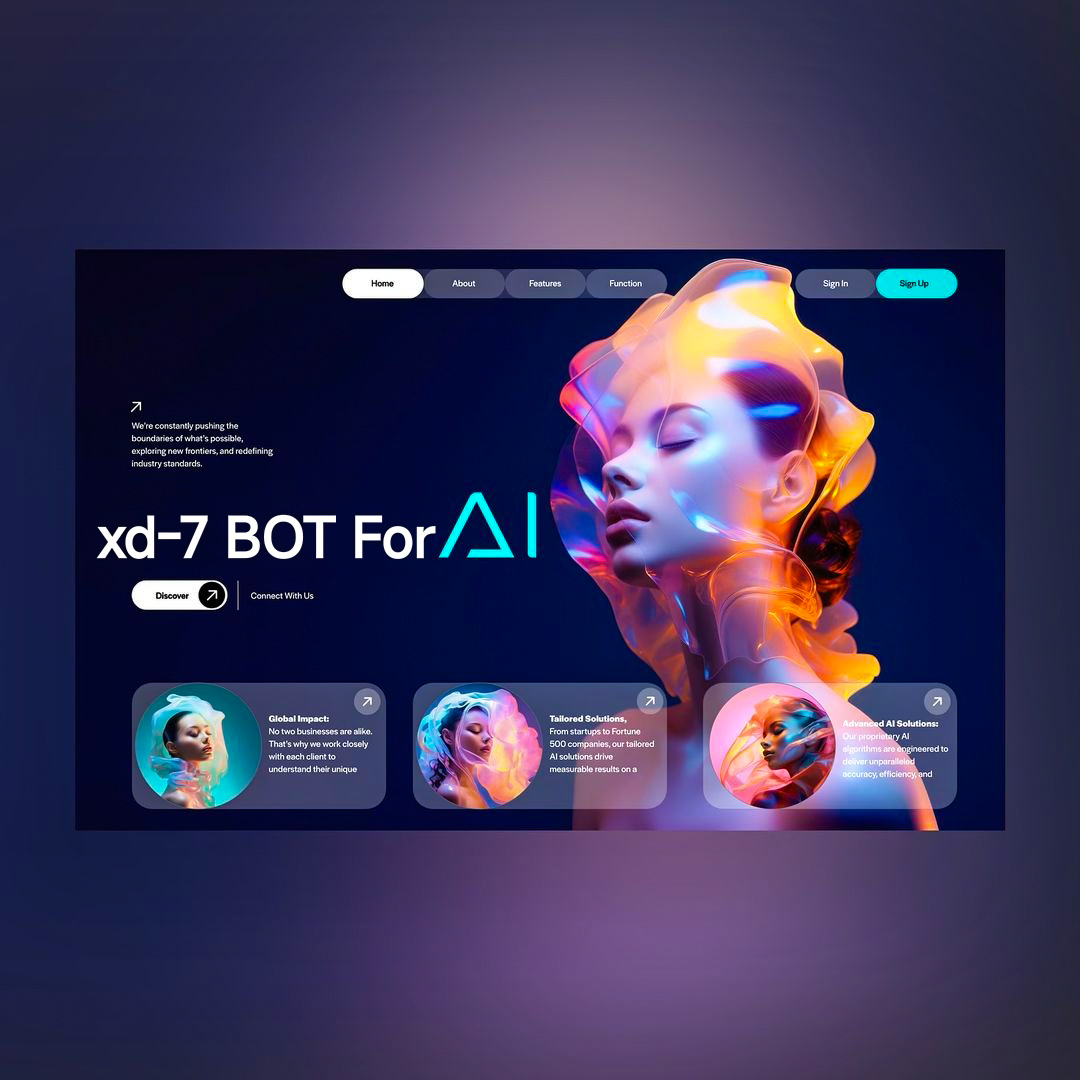 Home About Features Function Sign In Sign Up
We're constantly pushing the
boundaries of what's possible,
exploring new frontiers, and redefining
industry standards.
xd-7 BOT For AI
Discover Connect With Us
Global Impact:
No two businesses are alike.
That's why we work closely
with each client to
understand their unique
Tailored Solutions,
From startups to Fortune
500 companies, our tailored
AI solutions drive
measurable results on a
Advanced AI Solutions:
Our proprietary AI
algorithms are engineered to
deliver unparalleled
accuracy, efficiency, and